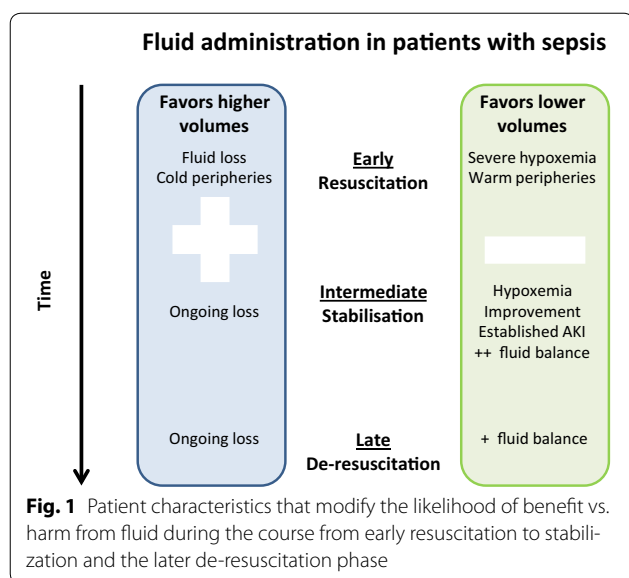 Fluid administration in patients with sepsis
Time
Favors higher
volumes
Fluid loss
Cold peripheries
Ongoing loss
Ongoing loss
Early
Resuscitation
Intermediate
Stabilisation
Late
De-resuscitation
Favors lower
volumes
Severe hypoxemia
Warm peripheries
Hypoxemia
Improvement
Established AKI
++ fluid balance
+ fluid balance
Fig. 1 Patient characteristics that modify the likelihood of benefit vs.
harm from fluid during the course from early resuscitation to stabili-
zation and the later de-resuscitation phase